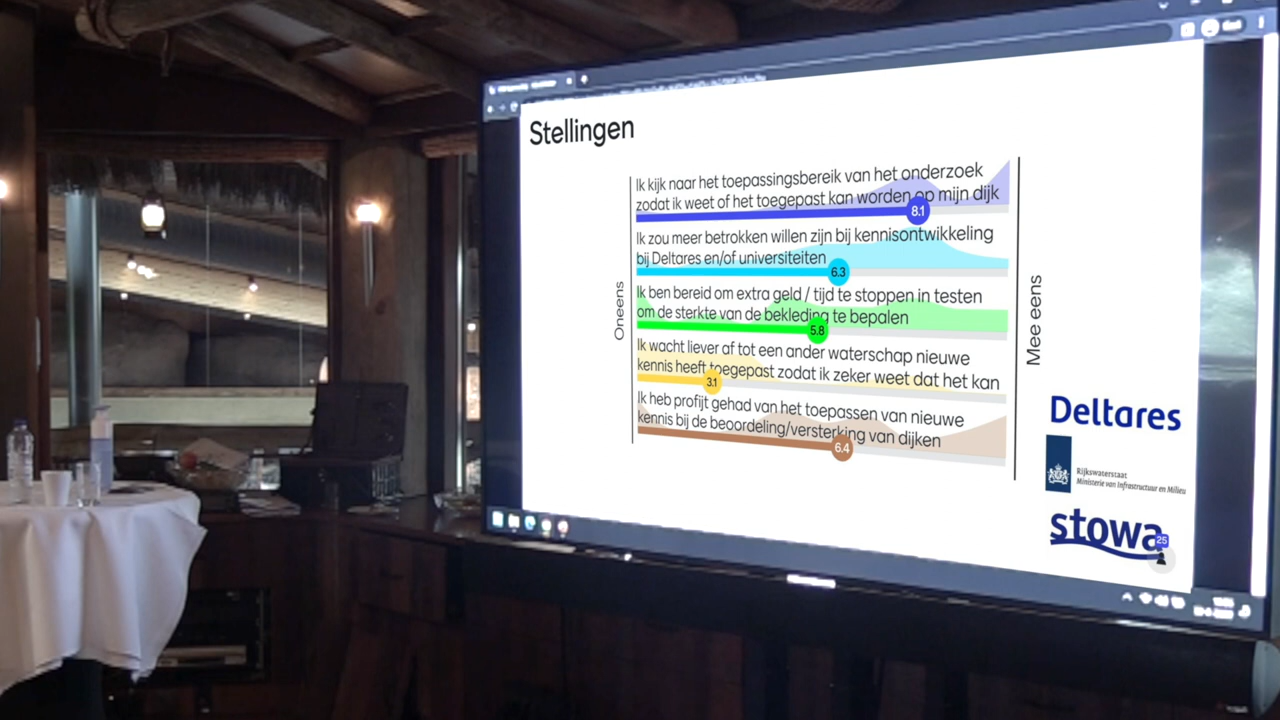 Stellingen
Ik kijk naar het toepassingsbereik van het onderzoek
zodat ik weet of het toegepast kan worden op mijn dijk
8.1
Ik zou meer betrokken willen zijn bij kennisontwikkeling
bij Deltares en/of universiteiten
6.3
Ik ben bereid om extra geld / tijd te stoppen in testen
om de sterkte van de bekleding te bepalen
5.8
Ik wacht liever af tot een ander waterschap nieuwe
kennis heeft toegepast zodat ik zeker weet dat het kan
3.1
Ik heb profijt gehad van het toepassen van nieuwe
kennis bij de beoordeling/versterking van dijken
6.4
Oneens
Mee eens
Deltares
Rijkswaterstaat
Ministerie van Infrastructuur en Milieu
stowa
25